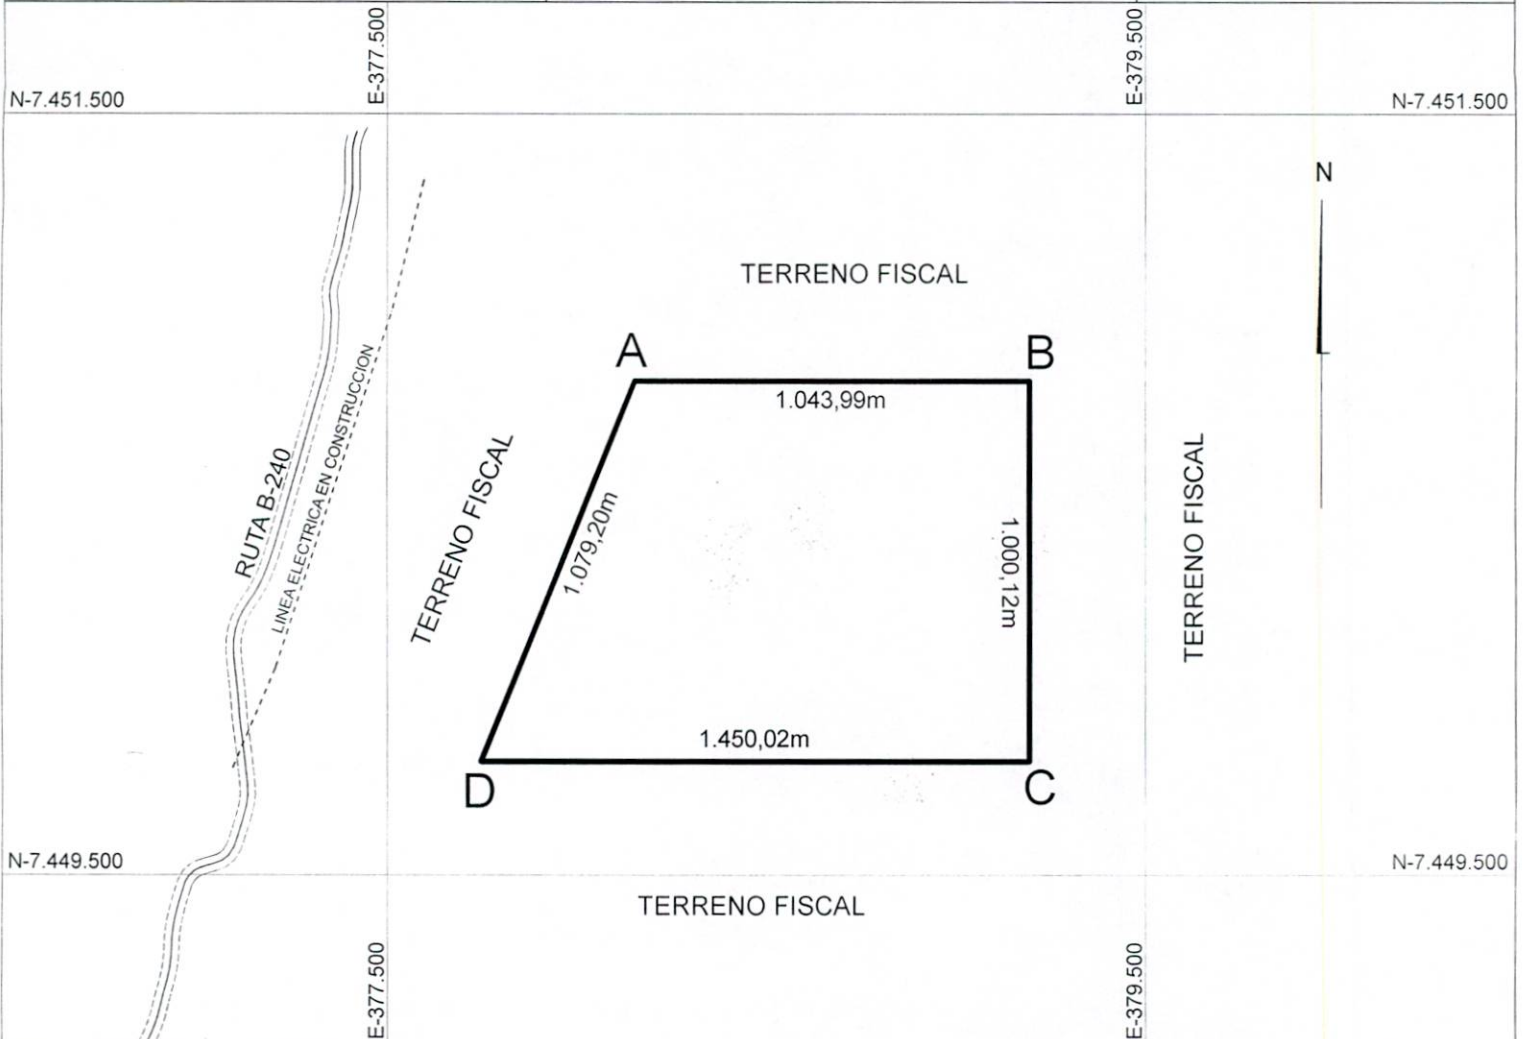 E-377.500
E-379.500
N-7.451.500
N-7.451.500
N
TERRENO FISCAL
A
B
1.043,99m
LINEA ELECTRICA EN CONSTRUCCION
RUTA B-240
TERRENO FISCAL
1.079,20m
1.000,12m
TERRENO FISCAL
1.450,02m
D
C
N-7.449.500
N-7.449.500
TERRENO FISCAL
E-377.500
E-379.500